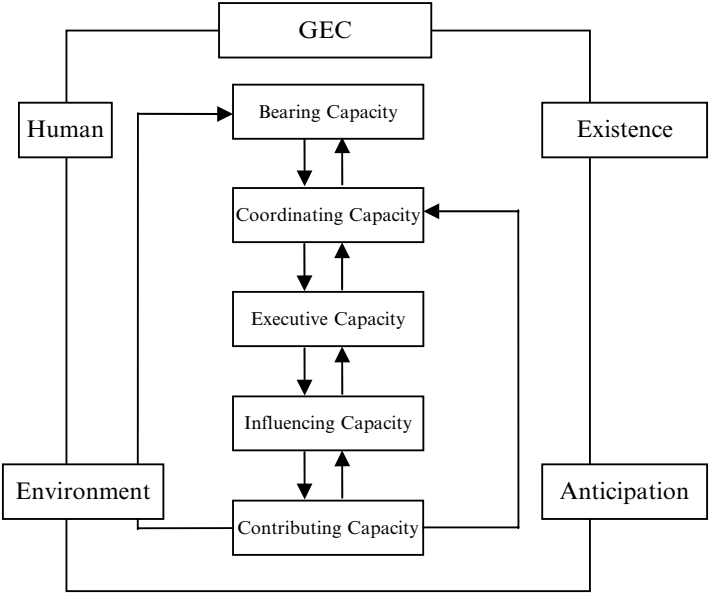 GEC
Bearing Capacity
Human
Existence
Coordinating Capacity
Executive Capacity
Influencing Capacity
Environment
Anticipation
Contributing Capacity